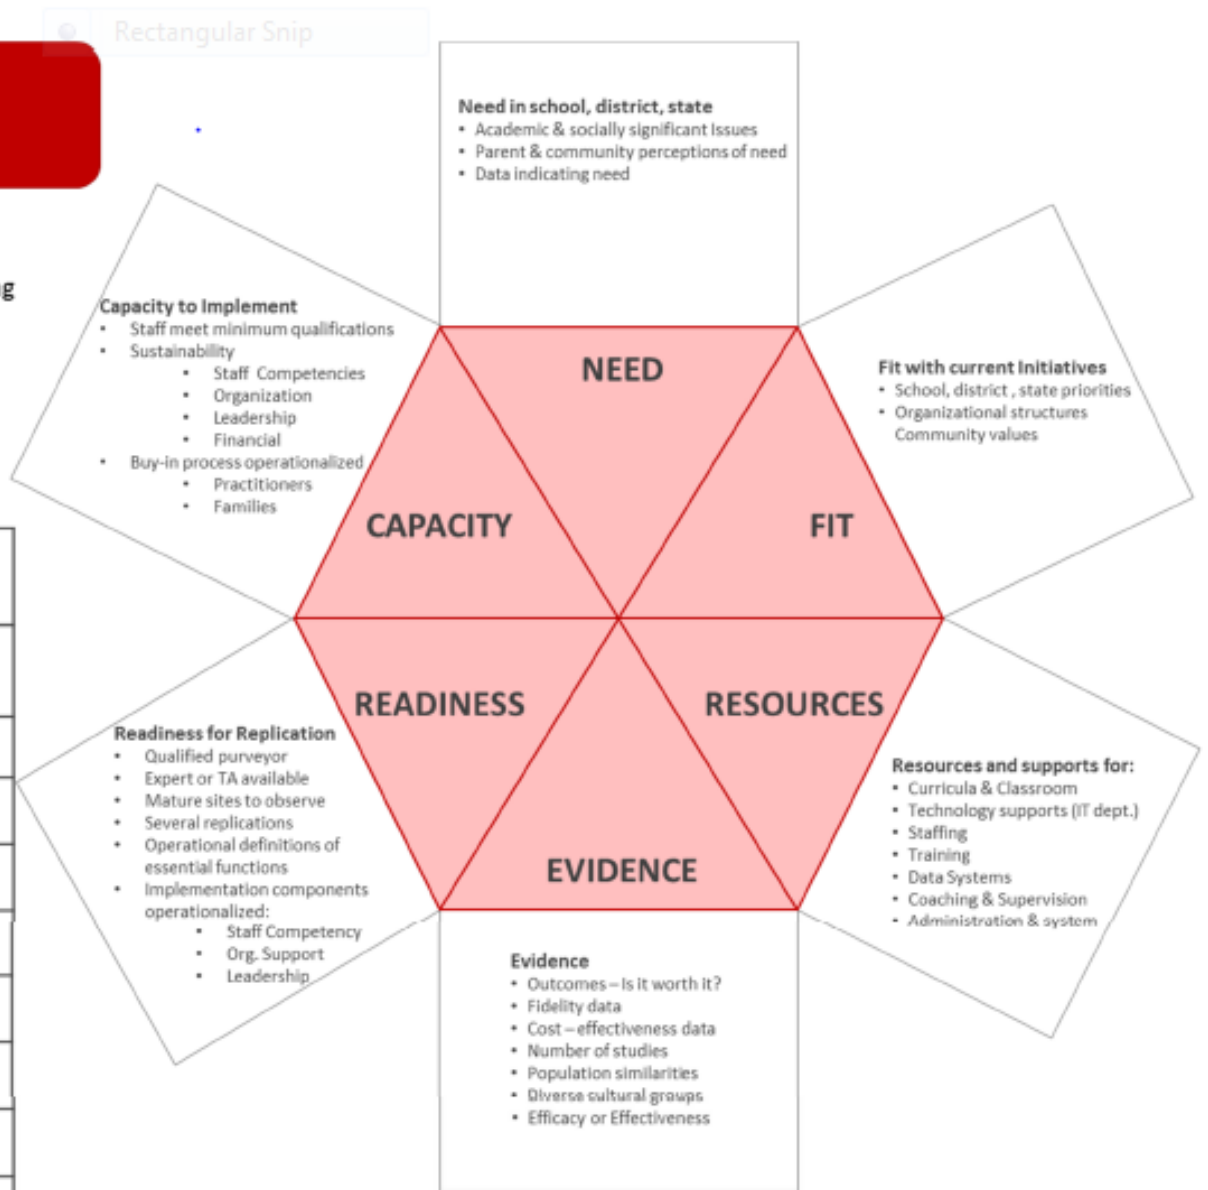 Rectangular Snip
g
Need in school, district, state
• Academic & socially significant Issues
• Parent & community perceptions of need
• Data indicating need
Capacity to Implement
• Staff meet minimum qualifications
• Sustainability
• Staff Competencies
• Organization
• Leadership
• Financial
• Buy-in process operationalized
• Practitioners
• Families
Fit with current Initiatives
• School, district , state priorities
• Organizational structures
Community values
NEED
CAPACITY
FIT
READINESS
RESOURCES
EVIDENCE
Readiness for Replication
• Qualified purveyor
• Expert or TA available
• Mature sites to observe
• Several replications
• Operational definitions of
essential functions
• Implementation components
operationalized:
• Staff Competency
• Org. Support
• Leadership
Resources and supports for:
• Curricula & Classroom
• Technology supports (IT dept.)
• Staffing
• Training
• Data Systems
• Coaching & Supervision
• Administration & system
Evidence
• Outcomes – Is it worth it?
• Fidelity data
• Cost – effectiveness data
• Number of studies
• Population similarities
• Diverse cultural groups
• Efficacy or Effectiveness